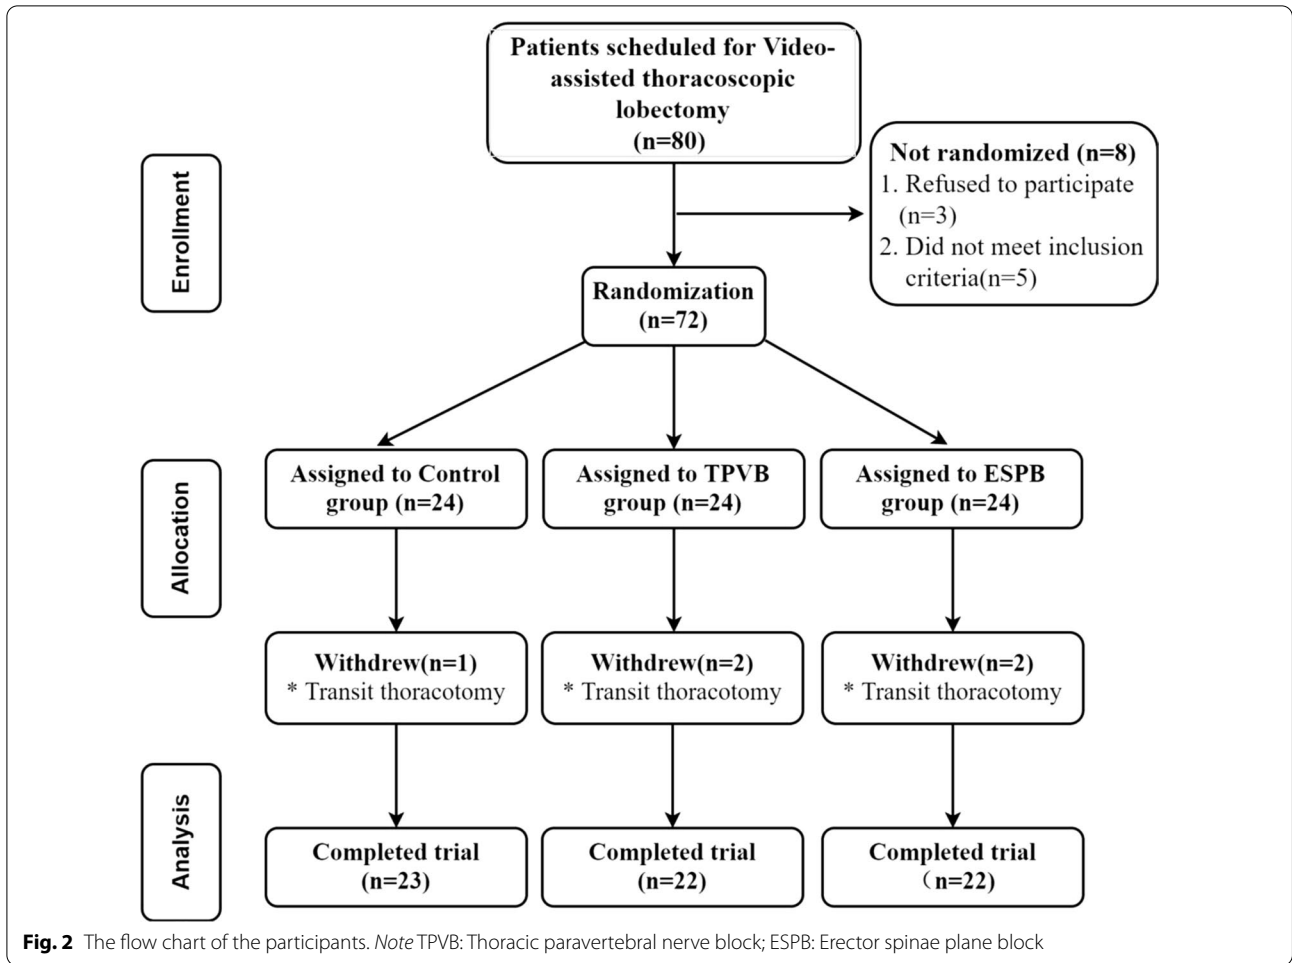 Patients scheduled for Video-
assisted thoracoscopic
lobectomy
(n=80)
Enrollment
Not randomized (n=8)
1. Refused to participate
(n=3)
2. Did not meet inclusion
criteria(n=5)
Randomization
(n=72)
Allocation
Assigned to Control
group (n=24)
Assigned to TPVB
group (n=24)
Assigned to ESPB
group (n=24)
Withdrew(n=1)
* Transit thoracotomy
Withdrew(n=2)
* Transit thoracotomy
Withdrew(n=2)
* Transit thoracotomy
Analysis
Completed trial
(n=23)
Completed trial
(n=22)
Completed trial
（n=22)
Fig. 2 The flow chart of the participants. Note TPVB: Thoracic paravertebral nerve block; ESPB: Erector spinae plane block